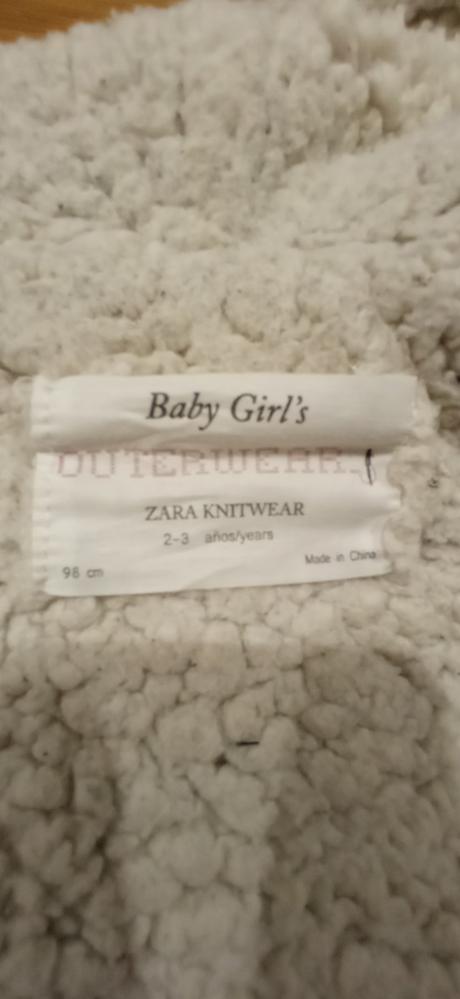 Baby Girl's
OUTERWEAR
ZARA KNITWEAR
2-3 años/years
98 cm Made in China